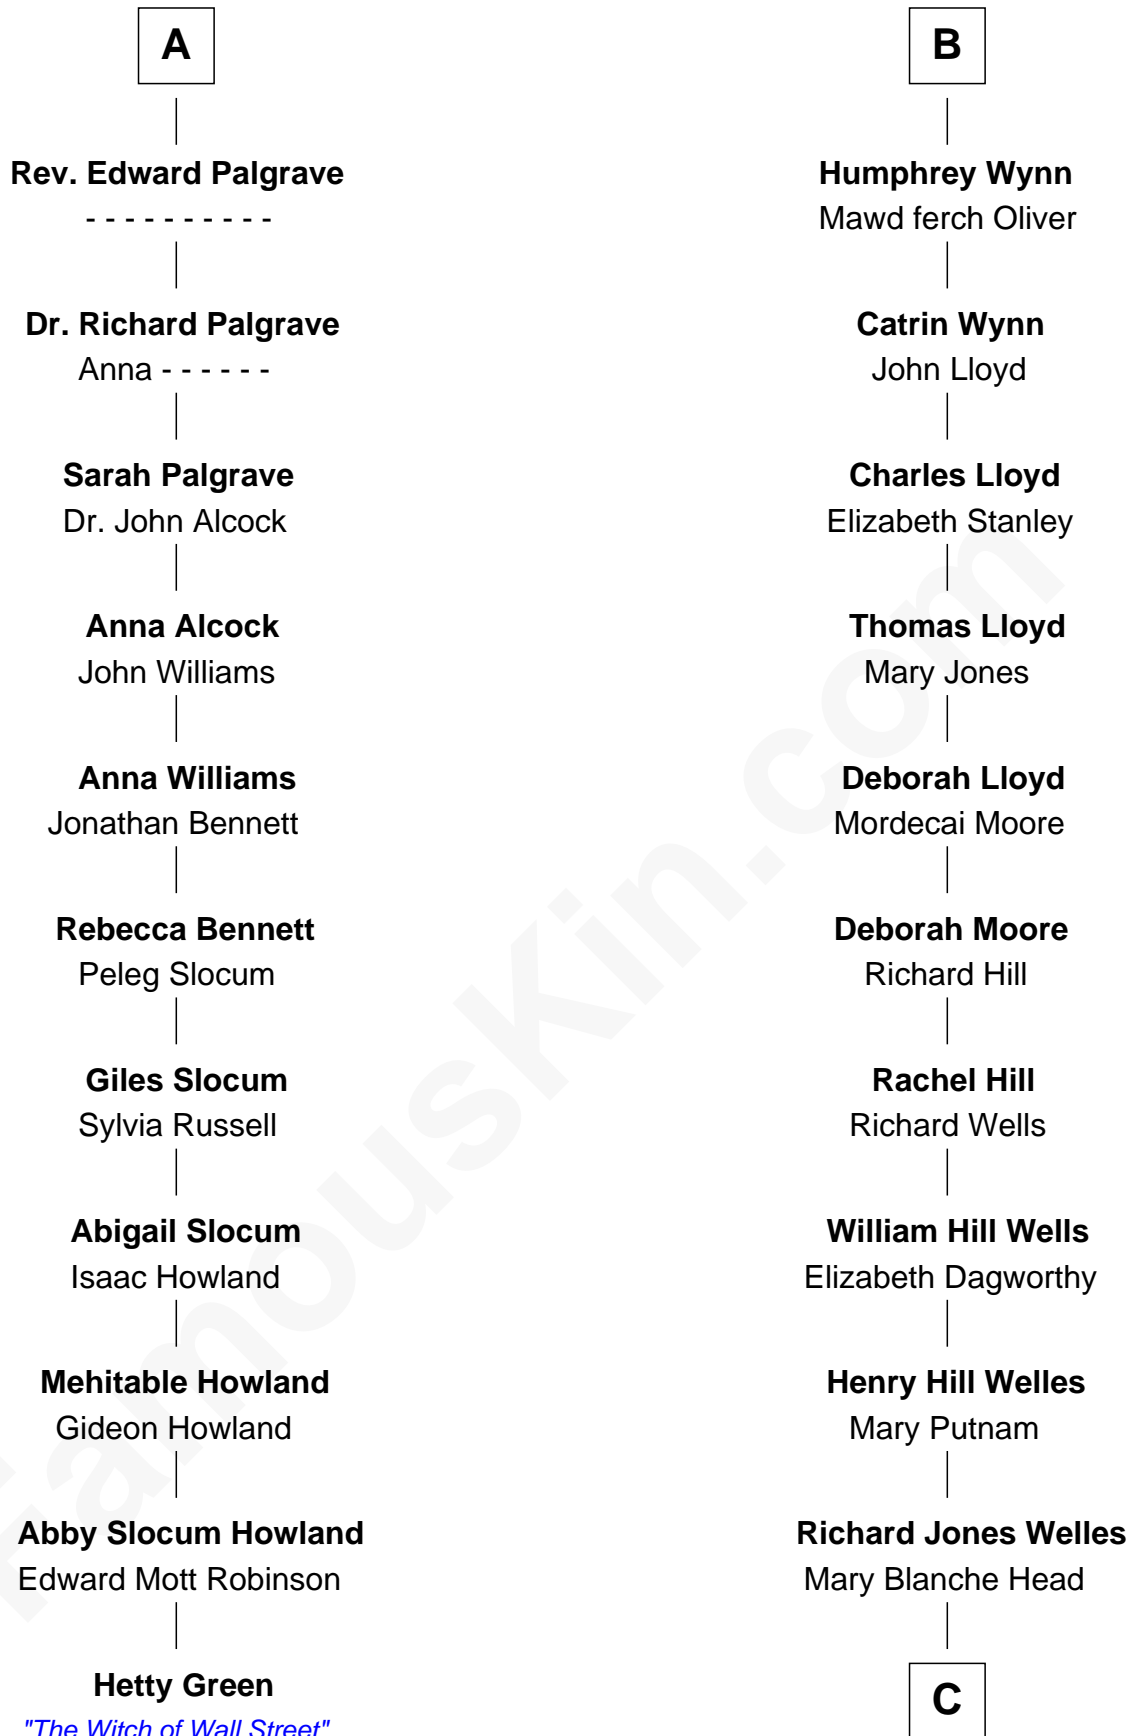 A
Rev. Edward Palgrave
- - - - - - - - - -
Dr. Richard Palgrave
Anna - - - - - -
Sarah Palgrave
Dr. John Alcock
Anna Alcock
John Williams
Anna Williams
Jonathan Bennett
Rebecca Bennett
Peleg Slocum
Giles Slocum
Sylvia Russell
Abigail Slocum
Isaac Howland
Mehitable Howland
Gideon Howland
Abby Slocum Howland
Edward Mott Robinson
Hetty Green
"The Witch of Wall Street"
B
Humphrey Wynn
Mawd ferch Oliver
Catrin Wynn
John Lloyd
Charles Lloyd
Elizabeth Stanley
Thomas Lloyd
Mary Jones
Deborah Lloyd
Mordecai Moore
Deborah Moore
Richard Hill
Rachel Hill
Richard Wells
William Hill Wells
Elizabeth Dagworthy
Henry Hill Welles
Mary Putnam
Richard Jones Welles
Mary Blanche Head
C
FamousKin.com